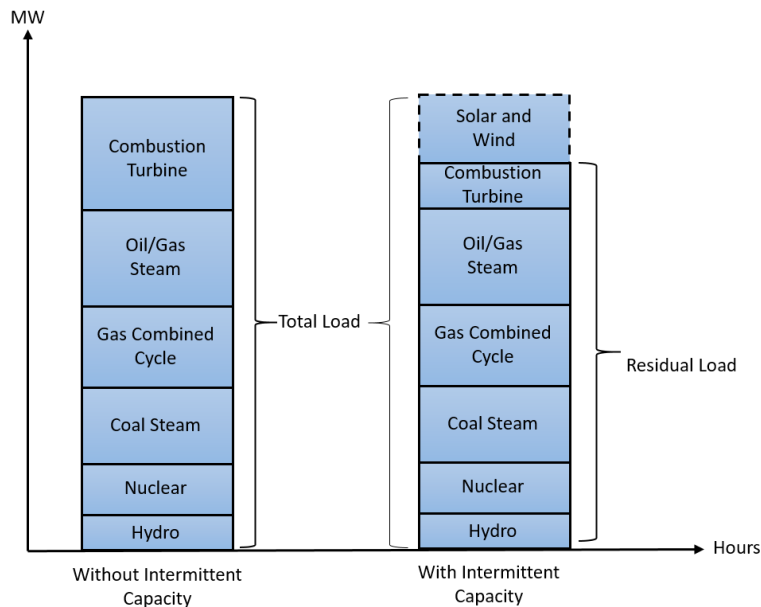 MW
Combustion
Turbine
Oil/Gas
Steam
Gas Combined
Cycle
Coal Steam
Nuclear
Hydro
Without Intermittent
Capacity
Total Load
Solar and
Wind
Combustion
Turbine
Oil/Gas
Steam
Gas Combined
Cycle
Coal Steam
Nuclear
Hydro
With Intermittent
Capacity
Residual Load
Hours